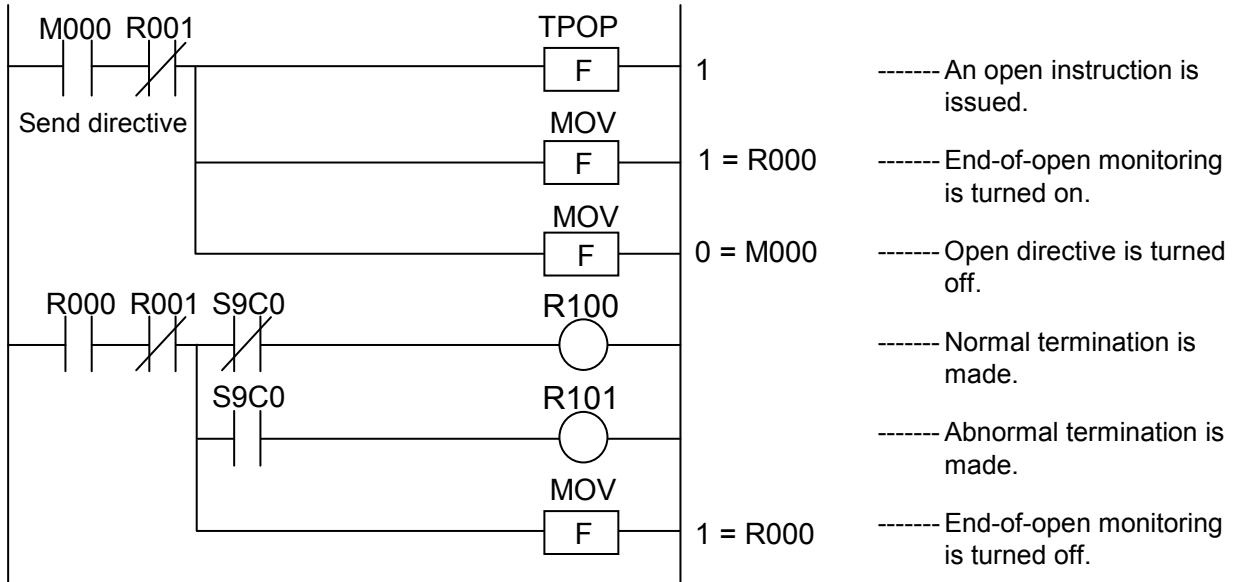 M000 R001 TPOP
F 1 ------- An open instruction is
issued.
Send directive MOV
F 1 = R000 ------- End-of-open monitoring
is turned on.
MOV
F 0 = M000 ------- Open directive is turned
off.
R000 R001 S9C0 R100
------- Normal termination is
made.
S9C0 R101
------- Abnormal termination is
made.
MOV
F 1 = R000 ------- End-of-open monitoring
is turned off.